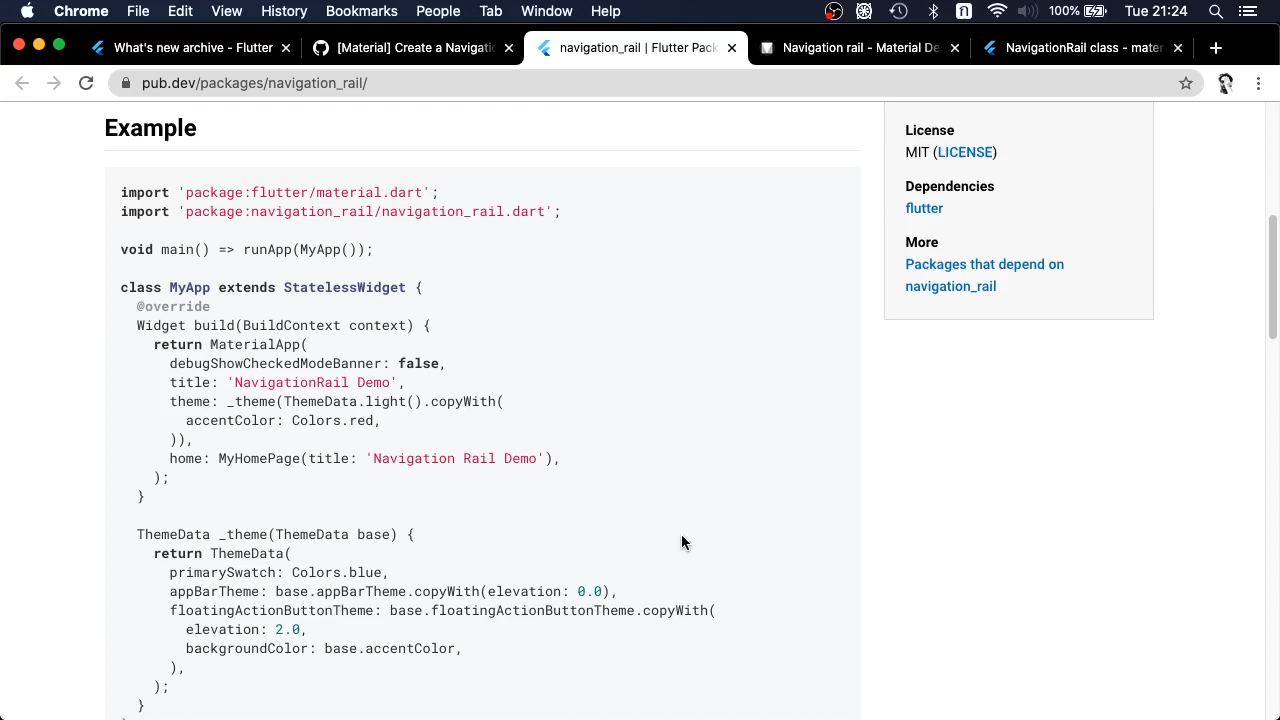 Chrome File Edit View History Bookmarks People Tab Window Help 100% Tue 21:24
What's new archive - Flutter [Material] Create a Navigatio navigation_rail | Flutter Pack Navigation rail - Material De NavigationRail class - mater
pub.dev/packages/navigation_rail/
Example
import 'package:flutter/material.dart';
import 'package:navigation_rail/navigation_rail.dart';
void main() => runApp(MyApp());
class MyApp extends StatelessWidget {
@override
Widget build(BuildContext context) {
return MaterialApp(
debugShowCheckedModeBanner: false,
title: 'NavigationRail Demo',
theme: _theme(ThemeData.light().copyWith(
accentColor: Colors.red,
)),
home: MyHomePage(title: 'Navigation Rail Demo'),
);
}
ThemeData _theme(ThemeData base) {
return ThemeData(
primarySwatch: Colors.blue,
appBarTheme: base.appBarTheme.copyWith(elevation: 0.0),
floatingActionButtonTheme: base.floatingActionButtonTheme.copyWith(
elevation: 2.0,
backgroundColor: base.accentColor,
),
);
}
License
MIT (LICENSE)
Dependencies
flutter
More
Packages that depend on
navigation_rail